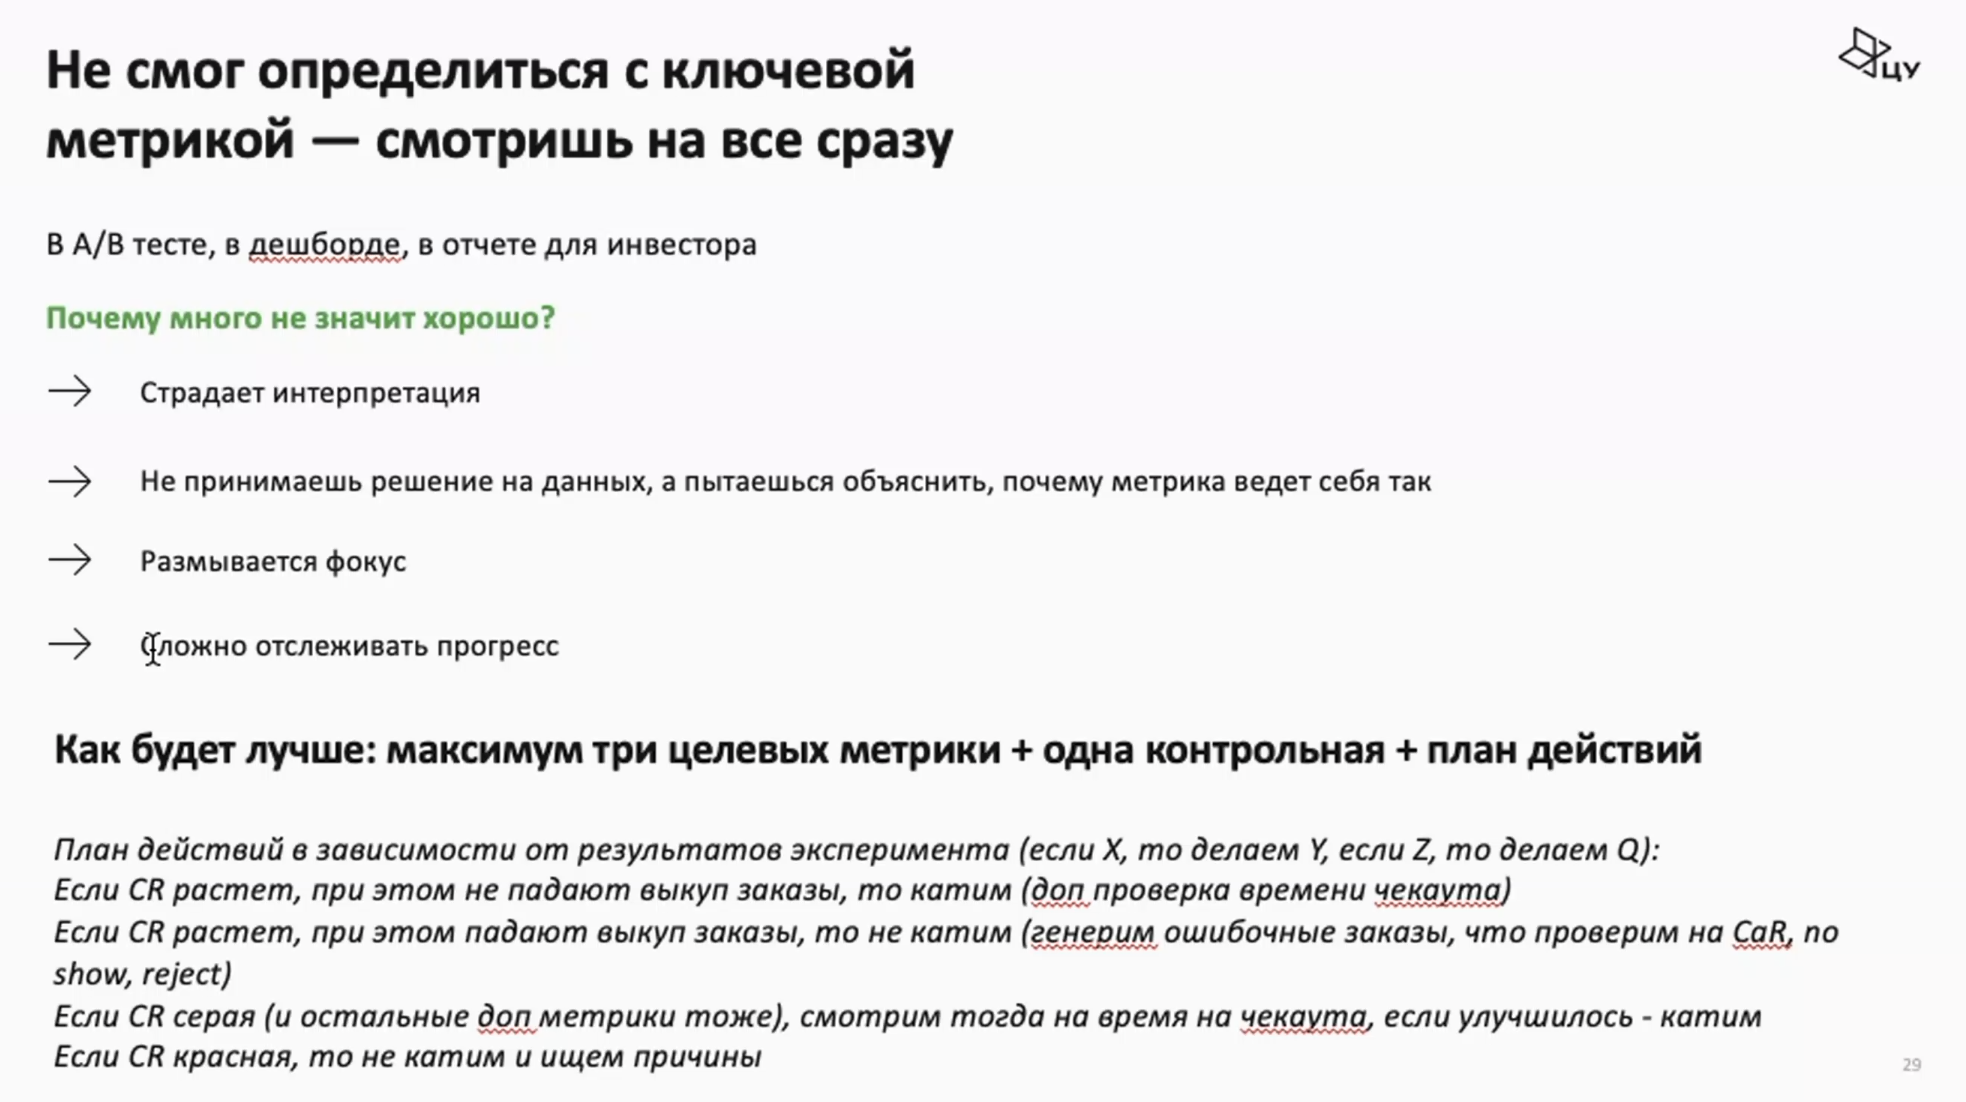 Не смог определиться с ключевой
метрикой — смотришь на все сразу
ЦУ
В A/B тесте, в дешборде, в отчете для инвестора
Почему много не значит хорошо?
Страдает интерпретация
Не принимаешь решение на данных, а пытаешься объяснить, почему метрика ведет себя так
Размывается фокус
Сложно отслеживать прогресс
Как будет лучше: максимум три целевых метрики + одна контрольная + план действий
План действий в зависимости от результатов эксперимента (если X, то делаем Y, если Z, то делаем Q):
Если CR растет, при этом не падают выкуп заказы, то катим (доп проверка времени чекаута)
Если CR растет, при этом падают выкуп заказы, то не катим (генерим ошибочные заказы, что проверим на CaR, no
show, reject)
Если CR серая (и остальные доп метрики тоже), смотрим тогда на время на чекаута, если улучшилось - катим
Если CR красная, то не катим и ищем причины
29